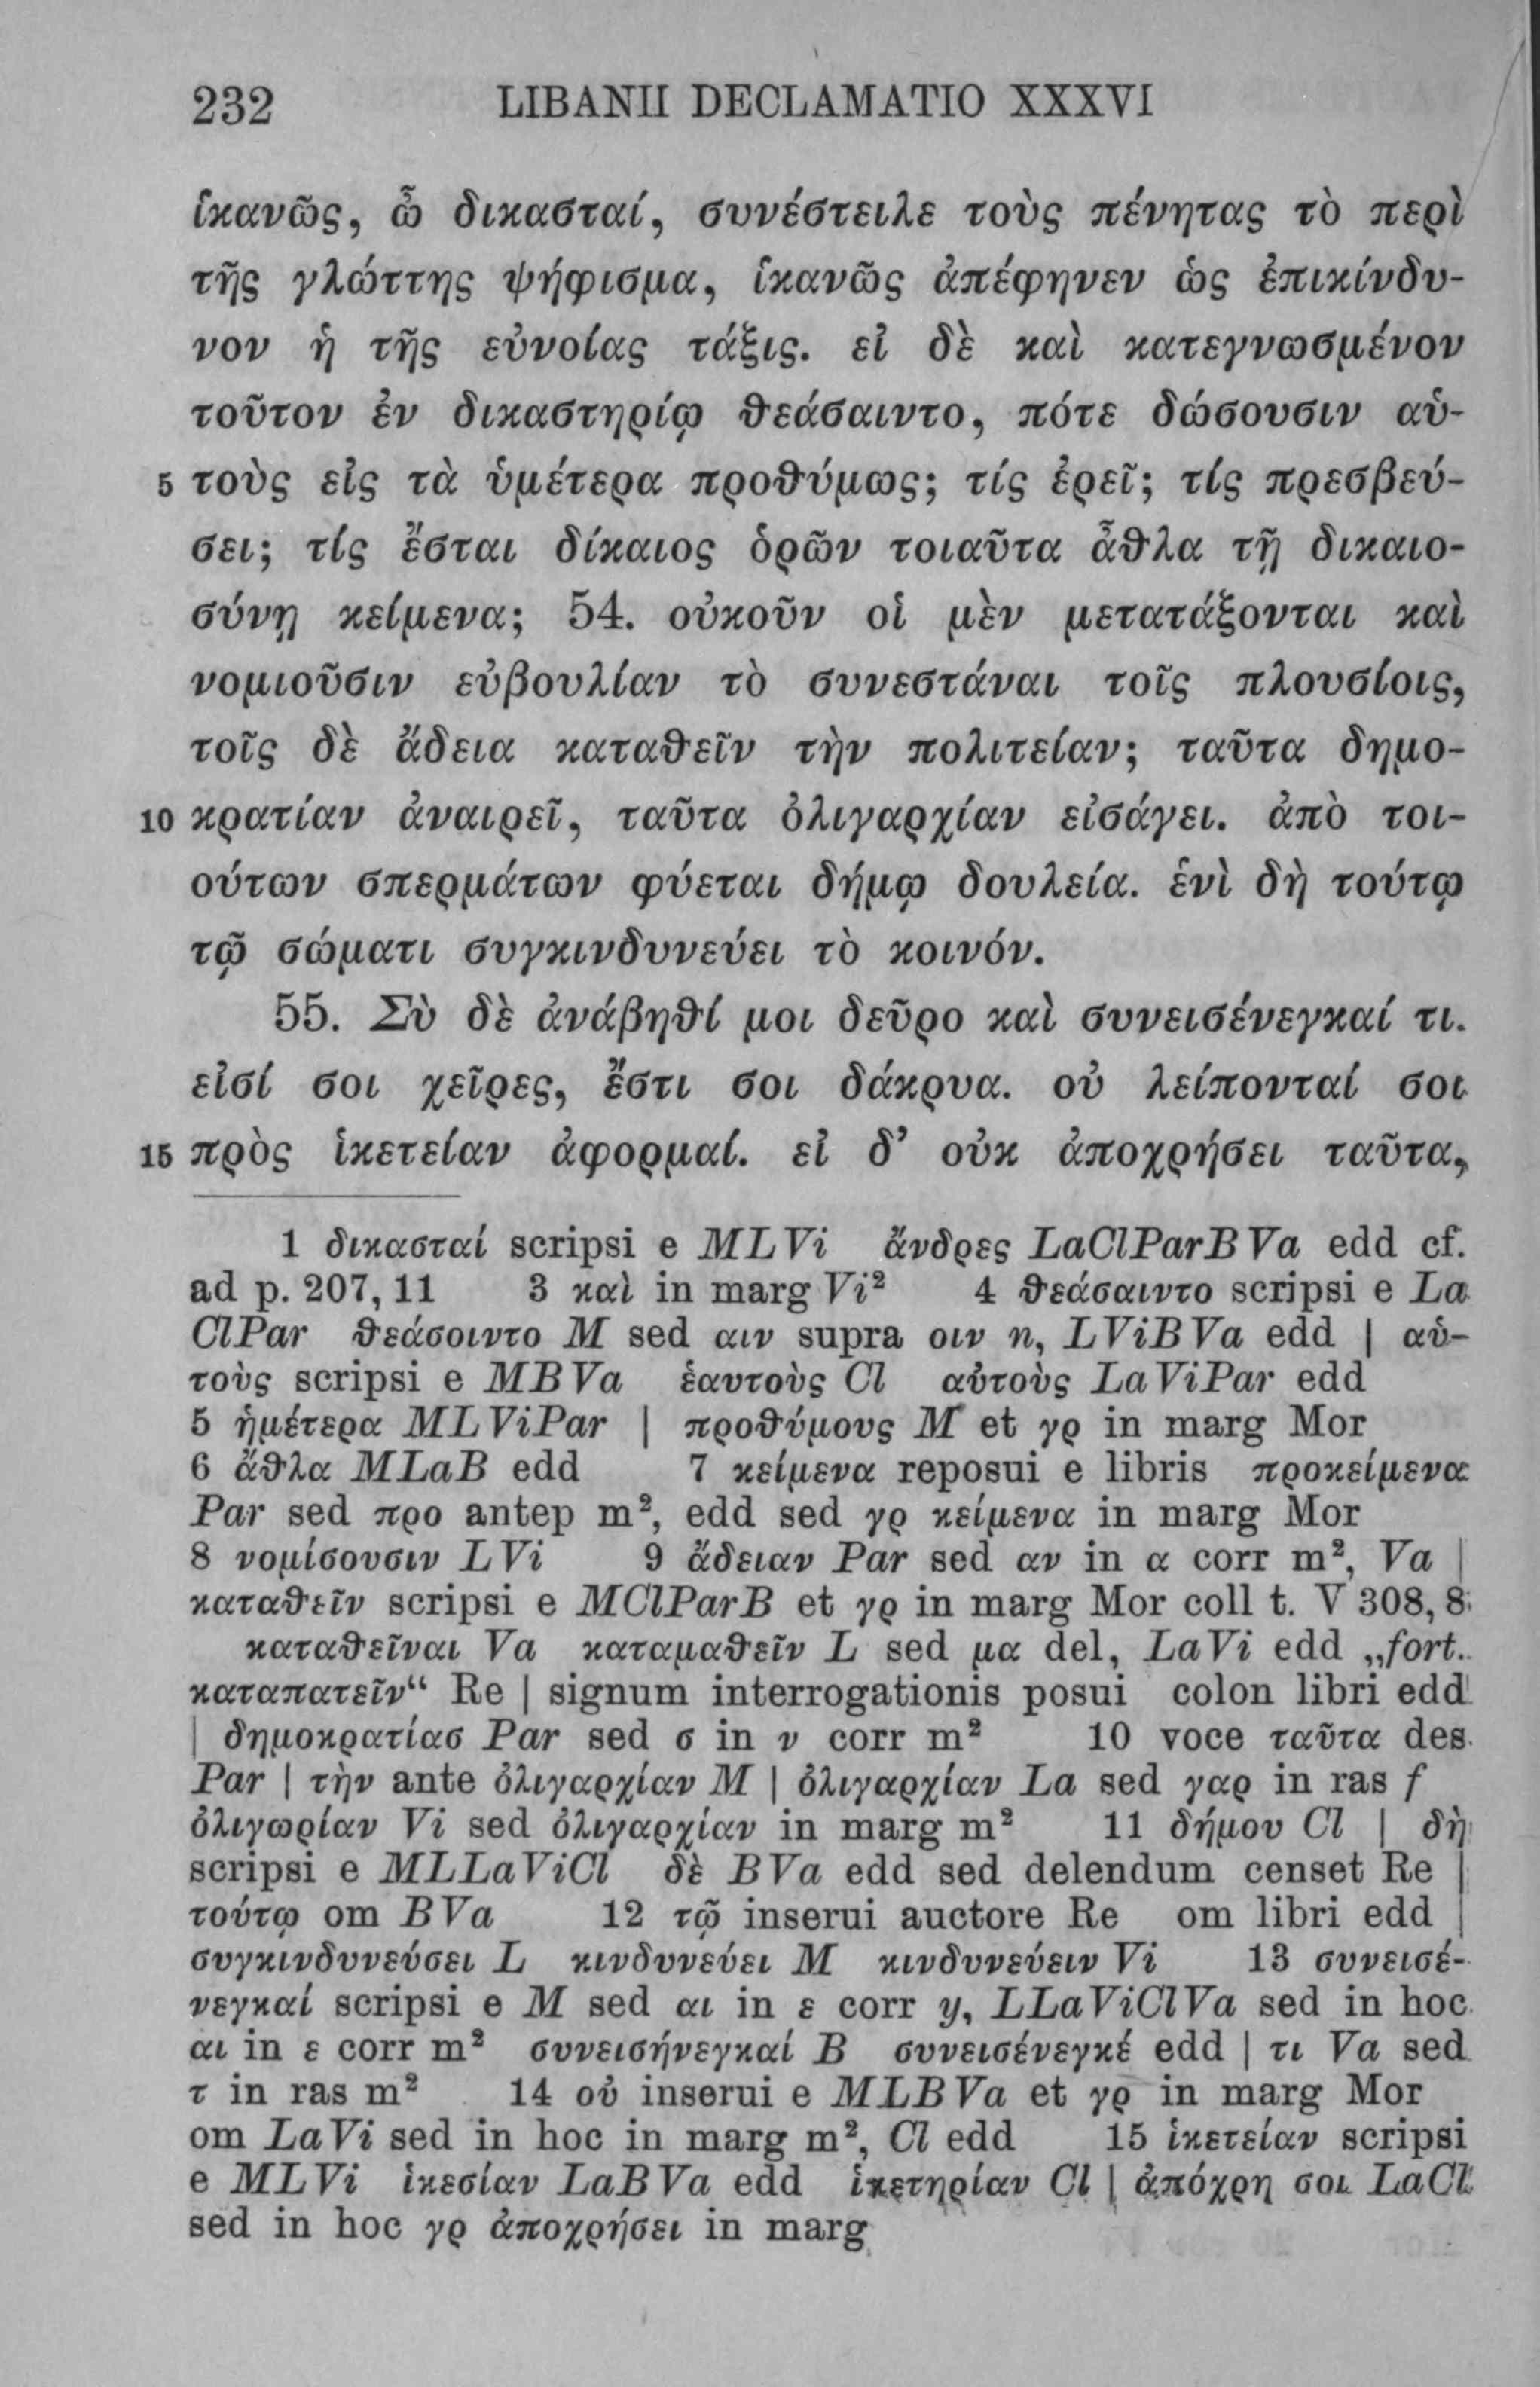 232 LIBANII DECLAMATIO XXXVI
ἱκανῶς, ὦ δικασταί, συνέστειλε τοὺς πένητας τὸ περὶ
τῆς γλώττης ψήφισμα, ἱκανῶς ἀπέφηνεν ὡς ἐπικίνδυ-
νον ἡ τῆς εὐνοίας τάξις. εἰ δὲ καὶ κατεγνωσμένον
τοῦτον ἐν δικαστηρίῳ θεάσαιντο, πότε δώσουσιν αὑ-
5 τοὺς εἰς τὰ ὑμέτερα προθύμως; τίς ἐρεῖ; τίς πρεσβεύ-
σει; τίς ἔσται δίκαιος ὁρῶν τοιαῦτα ἆθλα τῇ δικαιο-
σύνῃ κείμενα; 54. οὐκοῦν οἱ μὲν μετατάξονται καὶ
νομιοῦσιν εὐβουλίαν τὸ συνεστάναι τοῖς πλουσίοις,
τοῖς δὲ ἄδεια καταθεῖν τὴν πολιτείαν; ταῦτα δημο-
10 κρατίαν ἀναιρεῖ, ταῦτα ὀλιγαρχίαν εἰσάγει. ἀπὸ τοι-
ούτων σπερμάτων φύεται δήμῳ δουλεία. ἑνὶ δὴ τούτῳ
τῷ σώματι συγκινδυνεύει τὸ κοινόν.
55. Σὺ δὲ ἀνάβηθί μοι δεῦρο καὶ συνεισένεγκαί τι.
εἰσί σοι χεῖρες, ἔστι σοι δάκρυα. οὐ λείπονταί σοι
15 πρὸς ἱκετείαν ἀφορμαί. εἰ δ’ οὐκ ἀποχρήσει ταῦτα,
1 δικασταί scripsi e MLVi ἄνδρες LaClParBVa edd cf.
ad p. 207, 11 3 καὶ in marg Vi² 4 θεάσαιντο scripsi e La
ClPar θεάσοιντο M sed αιν supra οιν n, LViBVa edd | αὑ-
τοὺς scripsi e MBVa ἑαυτοὺς Cl αὐτοὺς LaViPar edd
5 ἡμέτερα MLViPar | προθύμους M et γρ in marg Mor
6 ἄθλα MLaB edd 7 κείμενα reposui e libris προκείμενα
Par sed προ antep m², edd sed γρ κείμενα in marg Mor
8 νομίσουσιν LVi 9 ἄδειαν Par sed αν in α corr m², Va |
καταθεῖν scripsi e MClParB et γρ in marg Mor coll t. V 308, 8
καταθεῖναι Va καταμαθεῖν L sed μα del, LaVi edd „fort.
καταπατεῖν“ Re | signum interrogationis posui colon libri edd
| δημοκρατίασ Par sed σ in ν corr m² 10 voce ταῦτα des.
Par | τὴν ante ὀλιγαρχίαν M | ὀλιγαρχίαν La sed γαρ in ras f
ὀλιγωρίαν Vi sed ὀλιγαρχίαν in marg m² 11 δήμου Cl | δὴ
scripsi e MLLaViCl δὲ BVa edd sed delendum censet Re |
τούτῳ om BVa 12 τῷ inserui auctore Re om libri edd |
συγκινδυνεύσει L κινδυνεύει M κινδυνεύειν Vi 13 συνεισέ-
νεγκαί scripsi e M sed αι in ε corr y, LLaViClVa sed in hoc
αι in ε corr m² συνεισήνεγκαί B συνεισένεγκέ edd | τι Va sed
τ in ras m² 14 οὐ inserui e MLBVa et γρ in marg Mor
om LaVi sed in hoc in marg m², Cl edd 15 ἱκετείαν scripsi
e MLVi ἱκεσίαν LaBVa edd ἱκετηρίαν Cl | ἀπόχρη σοι LaCl
sed in hoc γρ ἀποχρήσει in marg